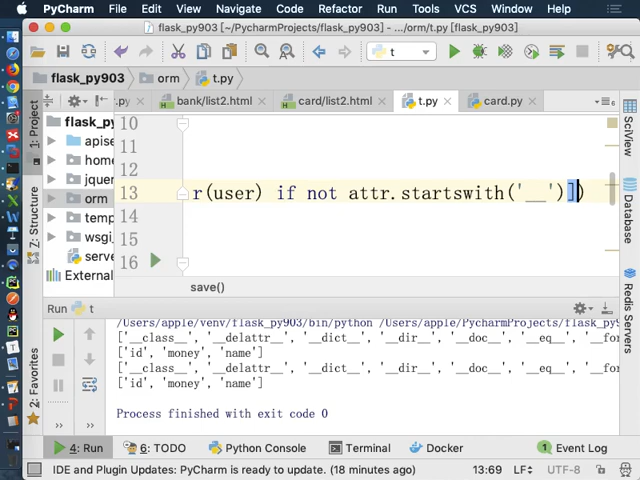 PyCharm File Edit View Navigate Code Refactor Run Tools VCS Window Help
flask_py903 [~/PycharmProjects/flask_py903] - .../orm/t.py [flask_py903]
t
flask_py903 orm t.py
.py bank/list2.html card/list2.html t.py card.py
1: Project
7: Structure
2: Favorites
flask_py9
apise
home
jquer
orm
temp
wsgi_
serve
External
10
11
12
13 r(user) if not attr.startswith('__')])
14
15
16
save()
SciView
Database
Redis Servers
Run t
/Users/apple/venv/flask_py903/bin/python /Users/apple/PycharmProjects/flask_py9
['__class__', '__delattr__', '__dict__', '__dir__', '__doc__', '__eq__', '__for
['id', 'money', 'name']
['__class__', '__delattr__', '__dict__', '__dir__', '__doc__', '__eq__', '__for
['id', 'money', 'name']
Process finished with exit code 0
4: Run 6: TODO Python Console Terminal Docker 1 Event Log
IDE and Plugin Updates: PyCharm is ready to update. (18 minutes ago) 13:69 LF UTF-8